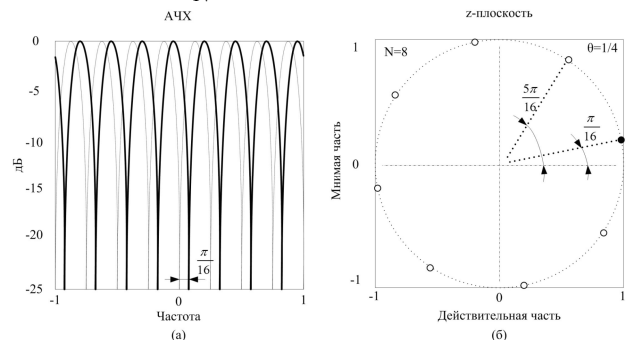 АЧХ
0
-5
-10
-15
-20
-25
дБ
π
16
-1
0
1
Частота
(а)
z-плоскость
1
0
-1
Мнимая часть
N=8
θ=1/4
5π
16
π
16
-1
0
1
Действительная часть
(б)